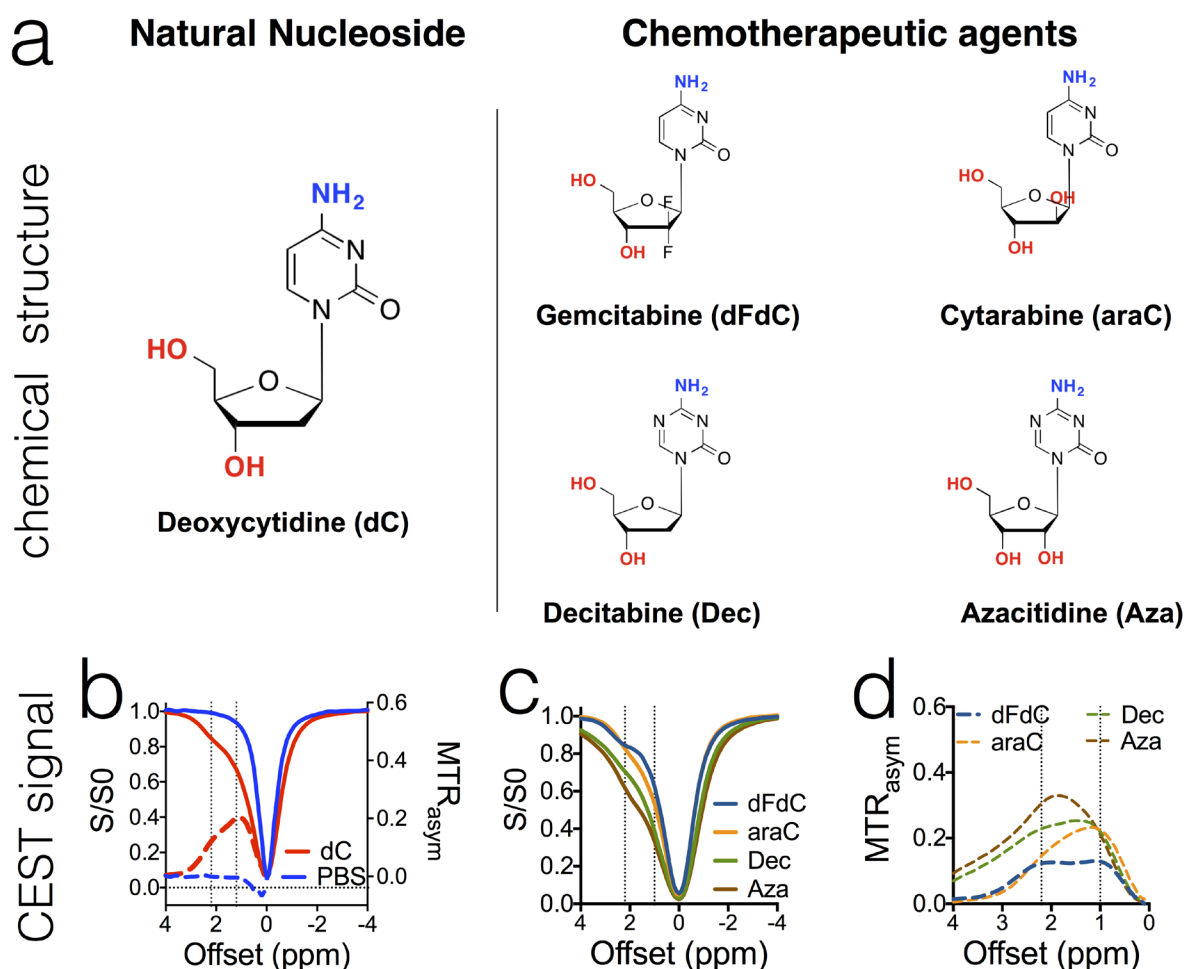 a
Natural Nucleoside
Chemotherapeutic agents
chemical structure
NH2
N
N
O
HO
O
OH
Deoxycytidine (dC)
NH2
N
N
O
HO
O
F
OH
F
Gemcitabine (dFdC)
NH2
N
N
O
HO
O
OH
OH
Cytarabine (araC)
NH2
N
N
N
O
HO
O
OH
Decitabine (Dec)
NH2
N
N
N
O
HO
O
OH
OH
Azacitidine (Aza)
CEST signal
b
1.0
0.8
0.6
0.4
0.2
0.0
S/S0
0.6
0.4
0.2
0.0
MTRasym
dC
PBS
4
2
0
-2
-4
Offset (ppm)
c
1.0
0.8
0.6
0.4
0.2
0.0
S/S0
dFdC
araC
Dec
Aza
4
2
0
-2
-4
Offset (ppm)
d
0.6
0.4
0.2
0.0
MTRasym
dFdC
araC
Dec
Aza
4
3
2
1
0
Offset (ppm)